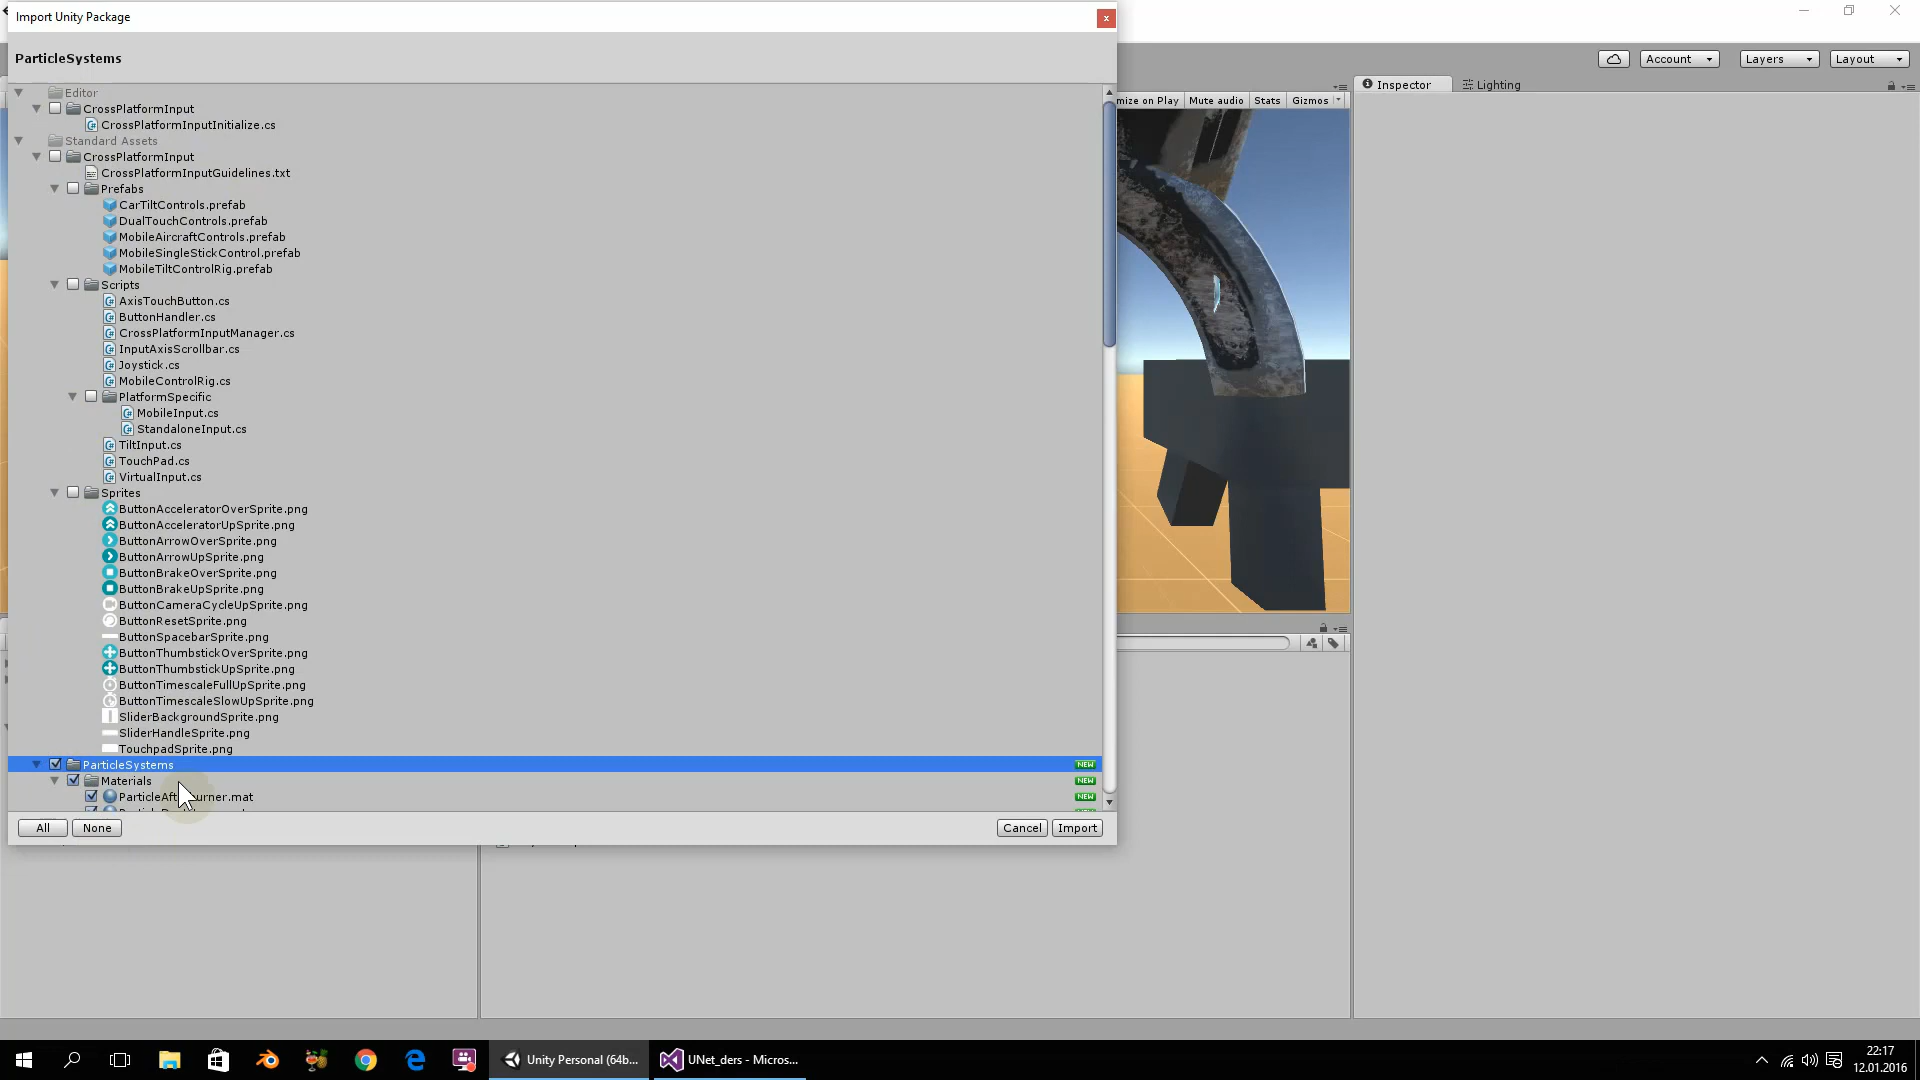 Import Unity Package
x
ParticleSystems
Account
Layers
Layout
Editor
CrossPlatformInput
CrossPlatformInputInitialize.cs
Standard Assets
CrossPlatformInput
CrossPlatformInputGuidelines.txt
Prefabs
CarTiltControls.prefab
DualTouchControls.prefab
MobileAircraftControls.prefab
MobileSingleStickControl.prefab
MobileTiltControlRig.prefab
Scripts
AxisTouchButton.cs
ButtonHandler.cs
CrossPlatformInputManager.cs
InputAxisScrollbar.cs
Joystick.cs
MobileControlRig.cs
PlatformSpecific
MobileInput.cs
StandaloneInput.cs
TiltInput.cs
TouchPad.cs
VirtualInput.cs
Sprites
ButtonAcceleratorOverSprite.png
ButtonAcceleratorUpSprite.png
ButtonArrowOverSprite.png
ButtonArrowUpSprite.png
ButtonBrakeOverSprite.png
ButtonBrakeUpSprite.png
ButtonCameraCycleUpSprite.png
ButtonResetSprite.png
ButtonSpacebarSprite.png
ButtonThumbstickOverSprite.png
ButtonThumbstickUpSprite.png
ButtonTimescaleFullUpSprite.png
ButtonTimescaleSlowUpSprite.png
SliderBackgroundSprite.png
SliderHandleSprite.png
TouchpadSprite.png
ParticleSystems NEW
Materials NEW
NEW
All None Cancel Import
mize on Play Mute audio Stats Gizmos
Inspector Lighting
Unity Personal (64b...
UNet_ders - Micros...
22:17
12.01.2016